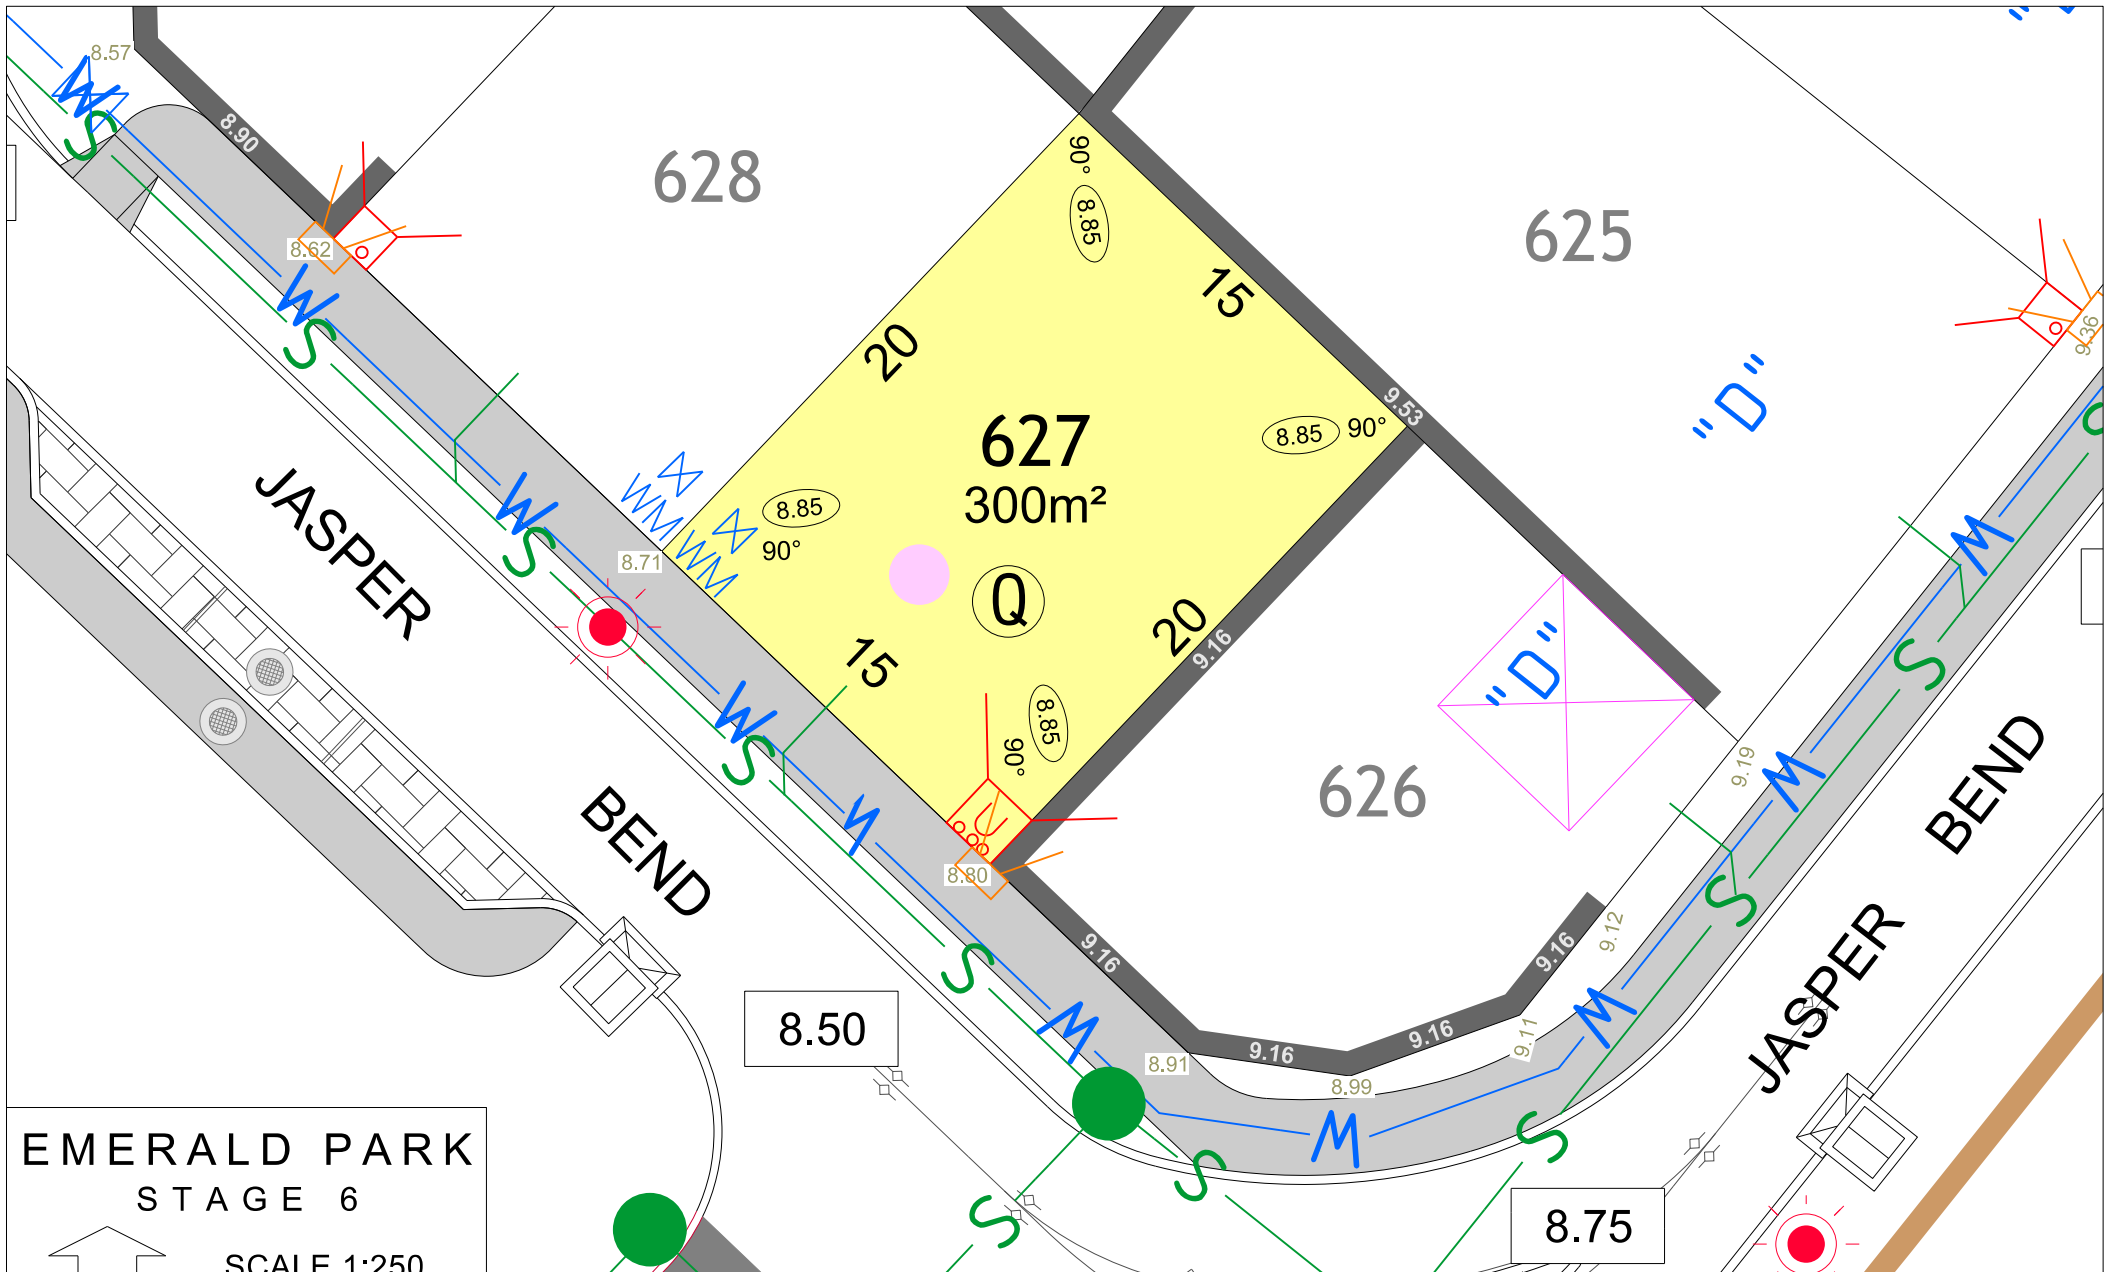 8.57
8.90
W
S
628
90°
8.85
15
625
"D"
8.62
W
S
20
9.36
S
627
300m²
Q
8.85
90°
9.53
8.85
90°
WM
WM
8.71
W
S
JASPER
BEND
15
20
9.16
8.85
90°
W
S
8.80
626
"D"
9.19
W
S
W
S
W
S
9.16
9.16
9.16
9.16
9.12
9.11
8.99
8.91
W
S
W
S
W
S
S
JASPER
BEND
8.50
8.75
EMERALD PARK
STAGE 6
SCALE 1:250